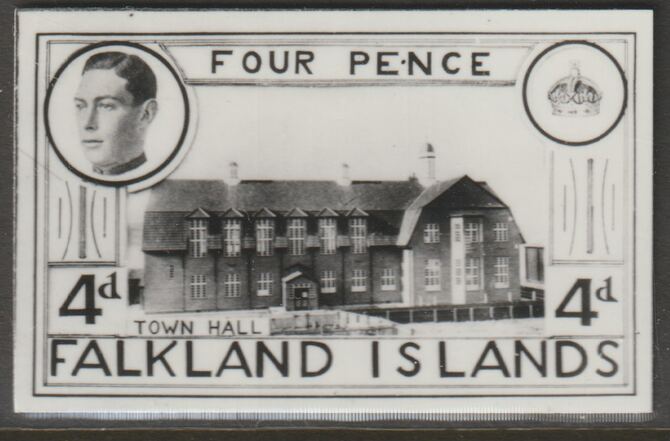 FOUR PENCE
4d
4d
TOWN HALL
FALKLAND ISLANDS